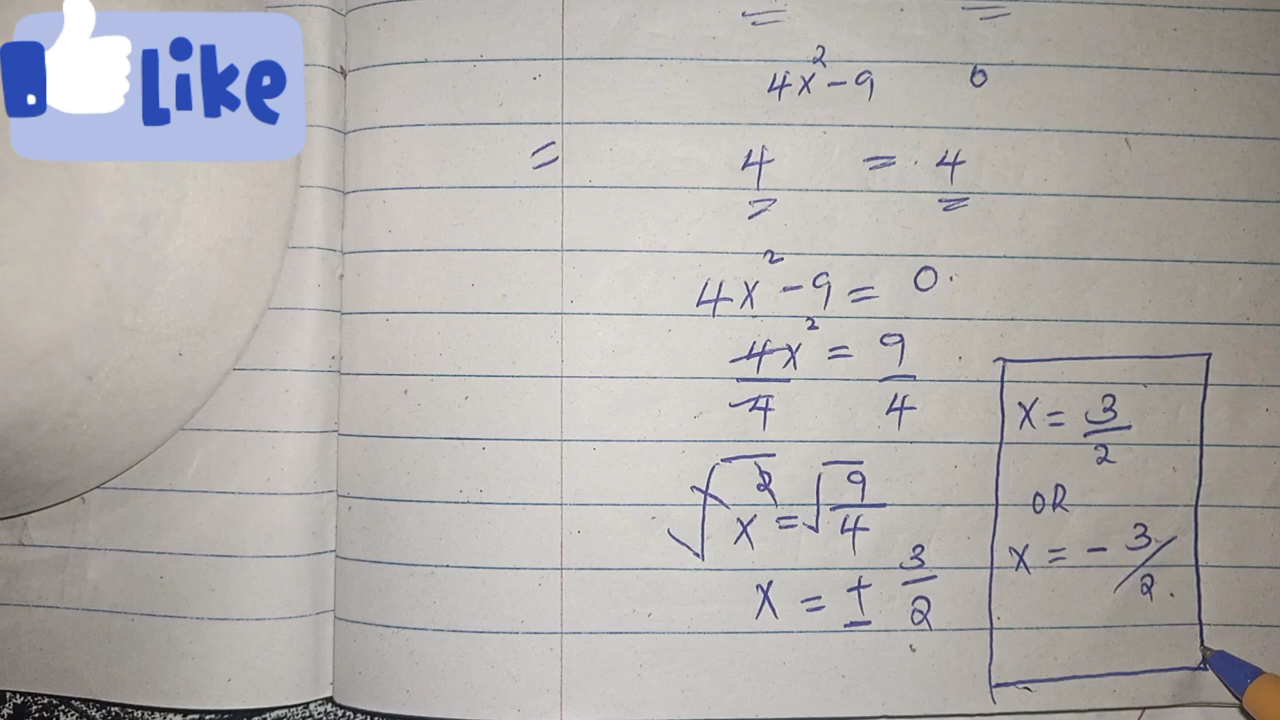 Like
= =
4x² - 9 0
= 4 = 4
= =
4x² - 9 = 0.
4x² = 9
4 4
√x² = √9/4
x = ± 3/2
x = 3/2
OR
x = - 3/2.